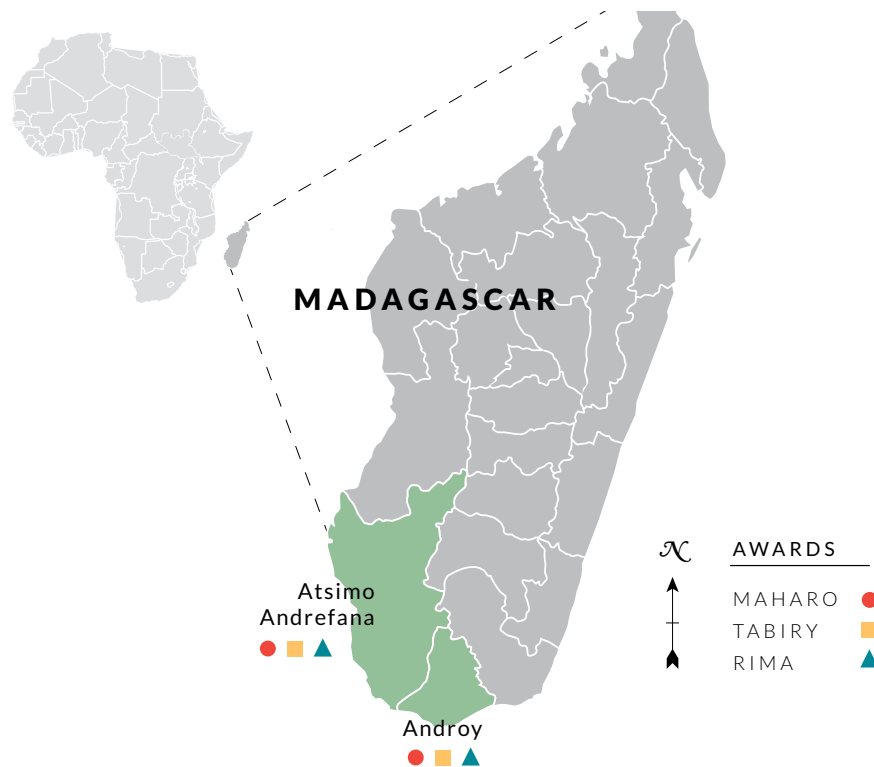 MADAGASCAR
Atsimo
Andrefana
Androy
N
AWARDS
MAHARO
TABIRY
RIMA